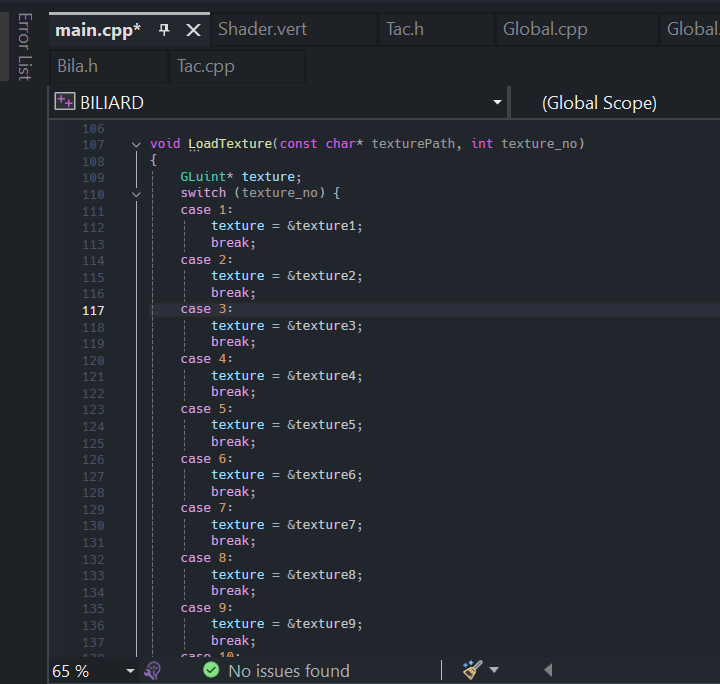 Error List
main.cpp*
Shader.vert
Tac.h
Global.cpp
Global.
Bila.h
Tac.cpp
BILIARD
(Global Scope)
106
107 void LoadTexture(const char* texturePath, int texture_no)
108 {
109 GLuint* texture;
110 switch (texture_no) {
111 case 1:
112 texture = &texture1;
113 break;
114 case 2:
115 texture = &texture2;
116 break;
117 case 3:
118 texture = &texture3;
119 break;
120 case 4:
121 texture = &texture4;
122 break;
123 case 5:
124 texture = &texture5;
125 break;
126 case 6:
127 texture = &texture6;
128 break;
129 case 7:
130 texture = &texture7;
131 break;
132 case 8:
133 texture = &texture8;
134 break;
135 case 9:
136 texture = &texture9;
137 break;
138 case 10:
65 %
No issues found